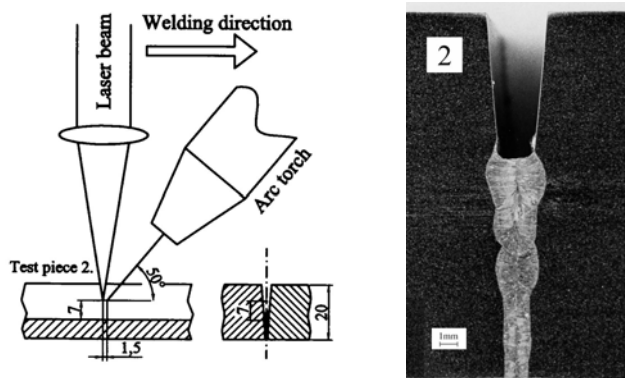 Welding direction
Laser beam
Arc torch
Test piece 2.
50°
7
1,5
7
20
2
1mm